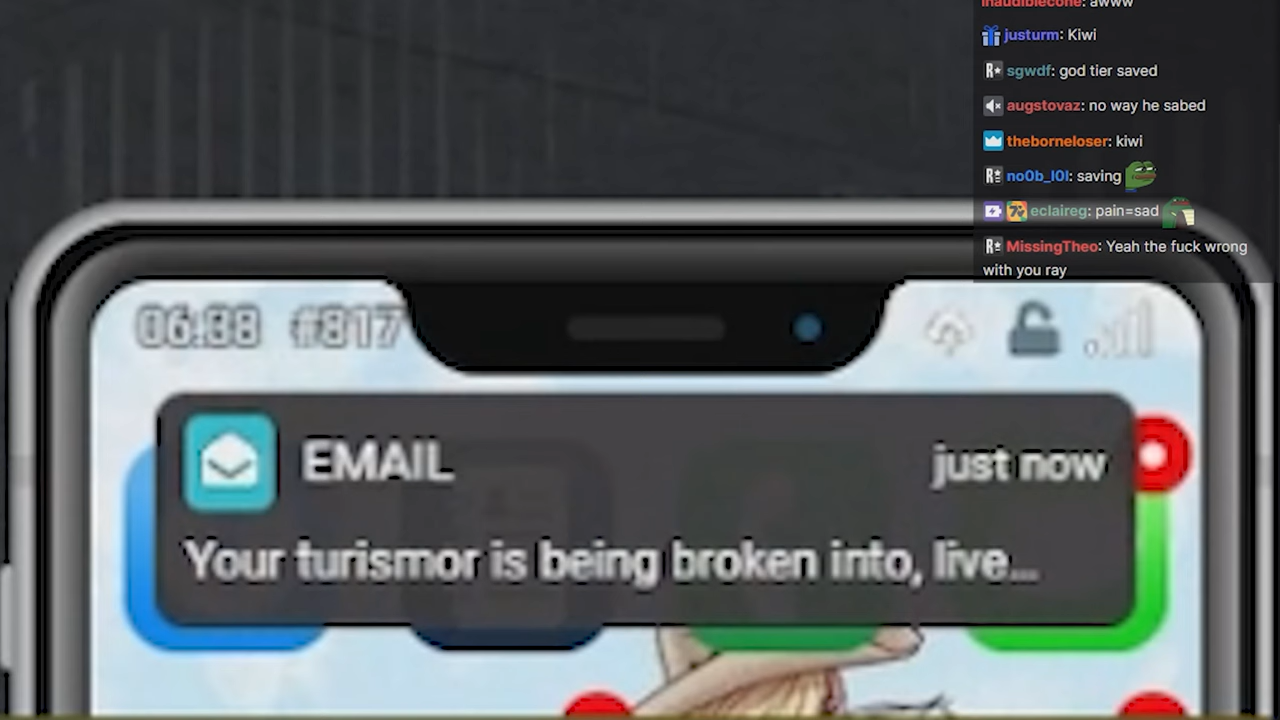 inaudiblecone: awww
justurm: Kiwi
sgwdf: god tier saved
augstovaz: no way he sabed
theborneloser: kiwi
no0b_l0l: saving
eclaireg: pain=sad
MissingTheo: Yeah the fuck wrong
with you ray
06:38 #817
EMAIL just now
Your turismor is being broken into, live...